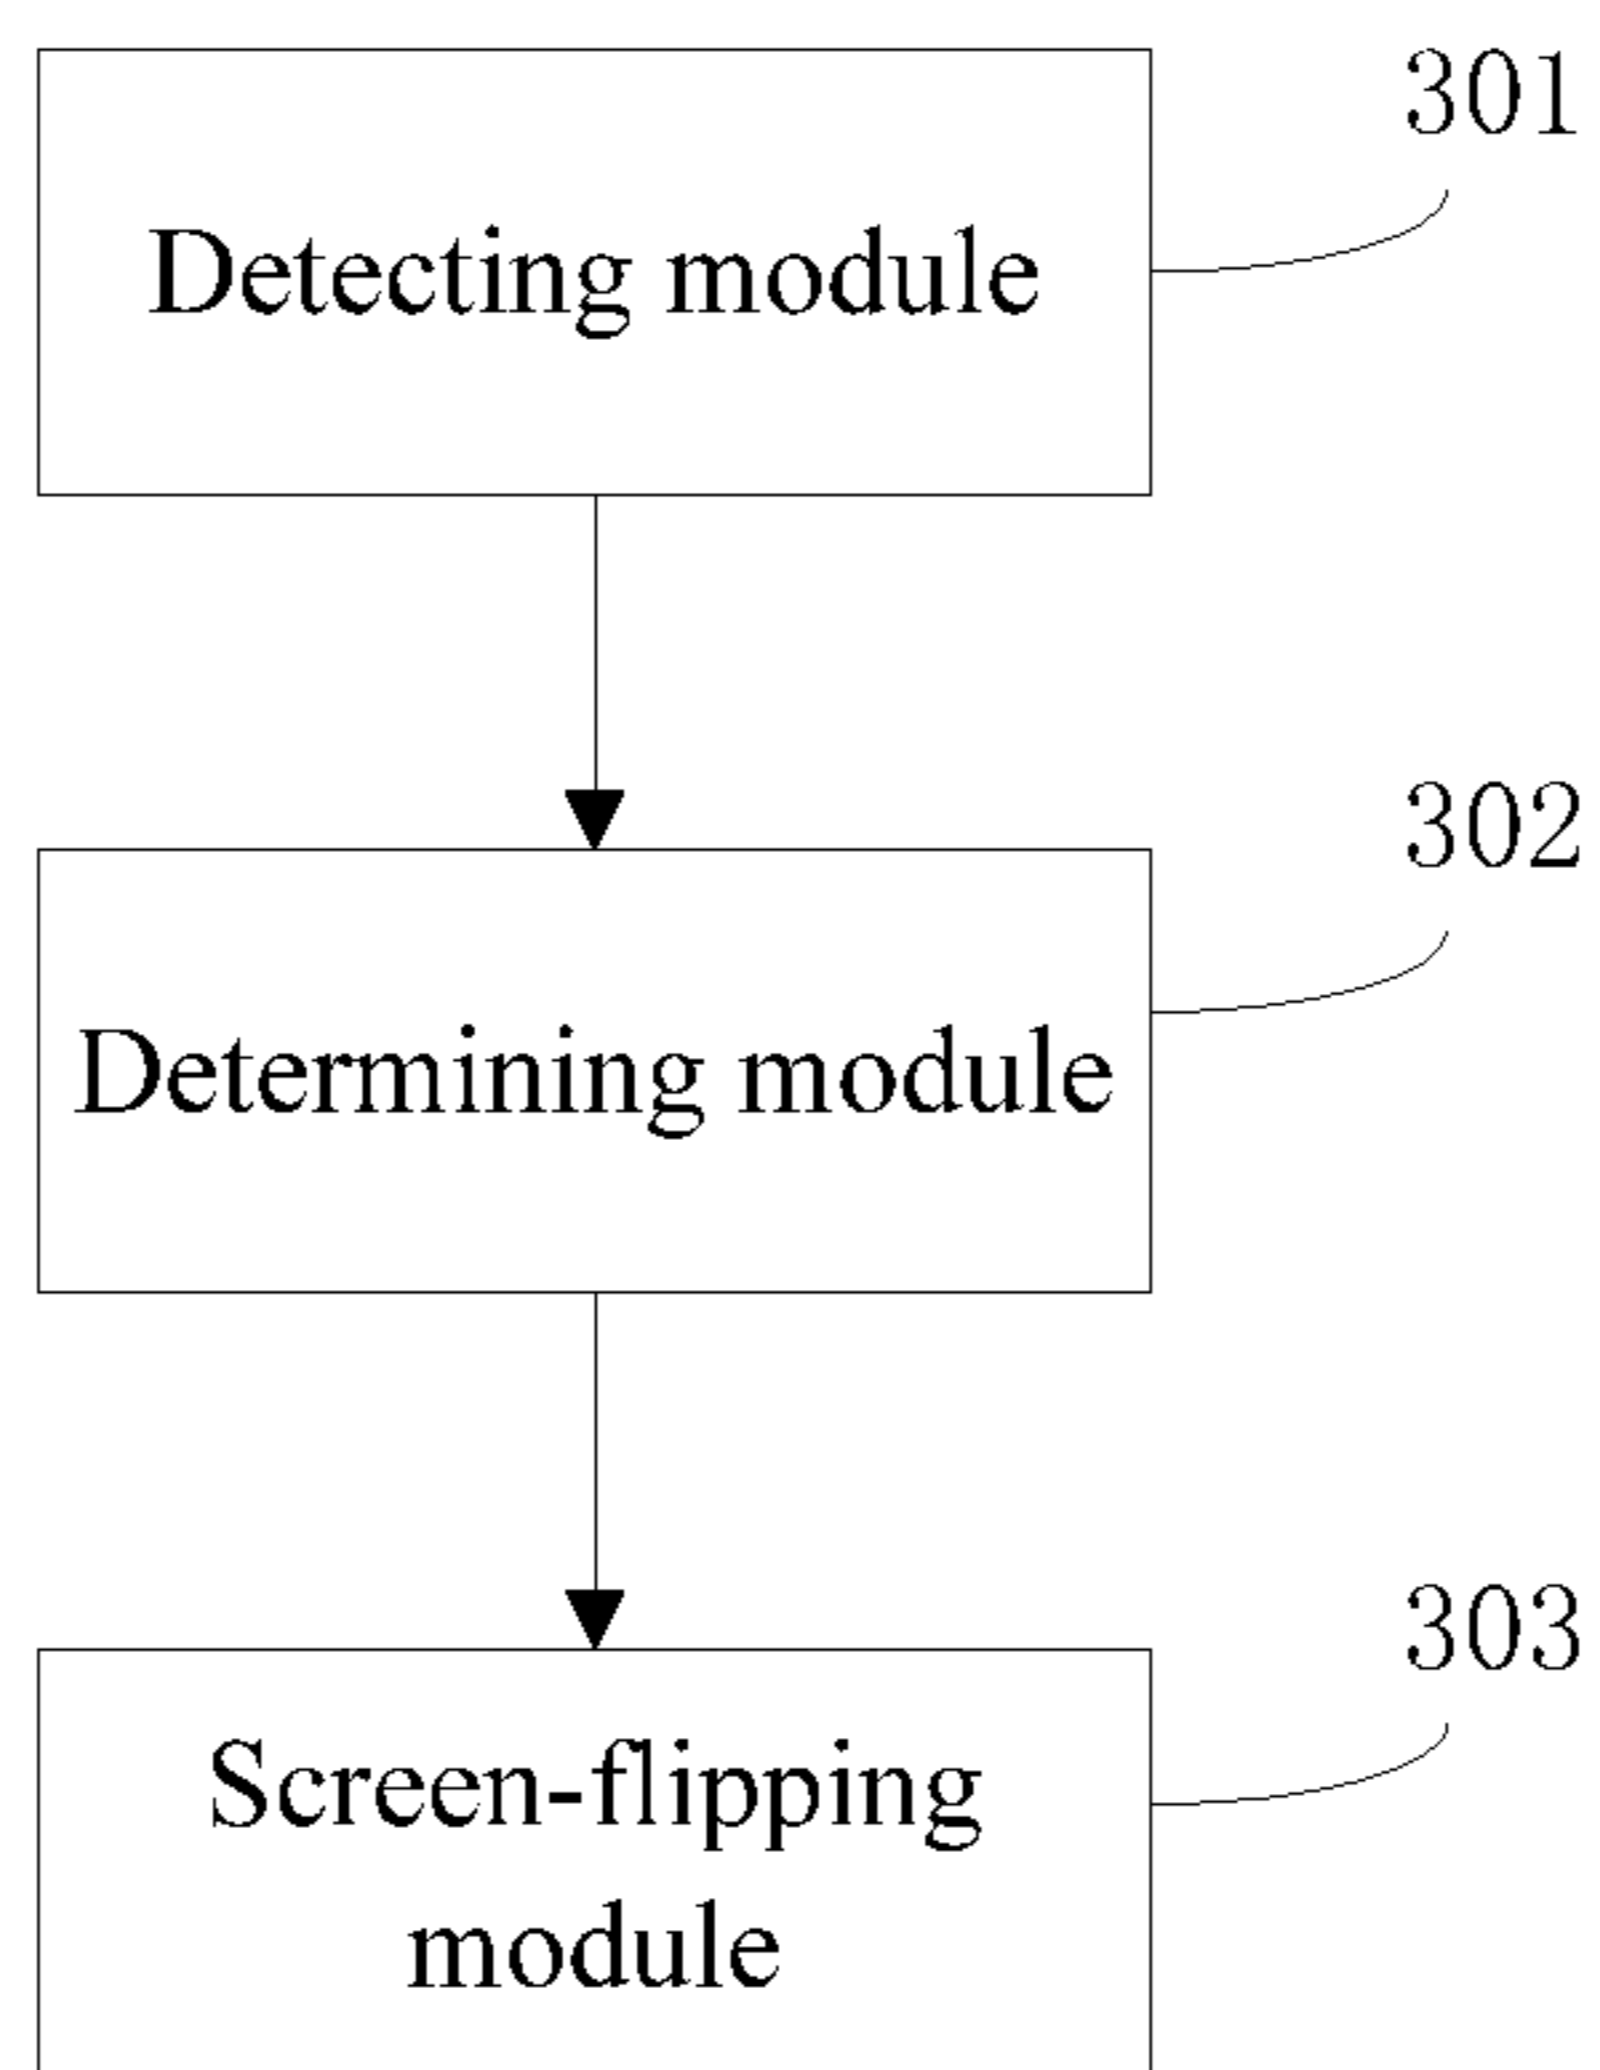 301
Detecting module
302
Determining module
303
Screen-flipping
module